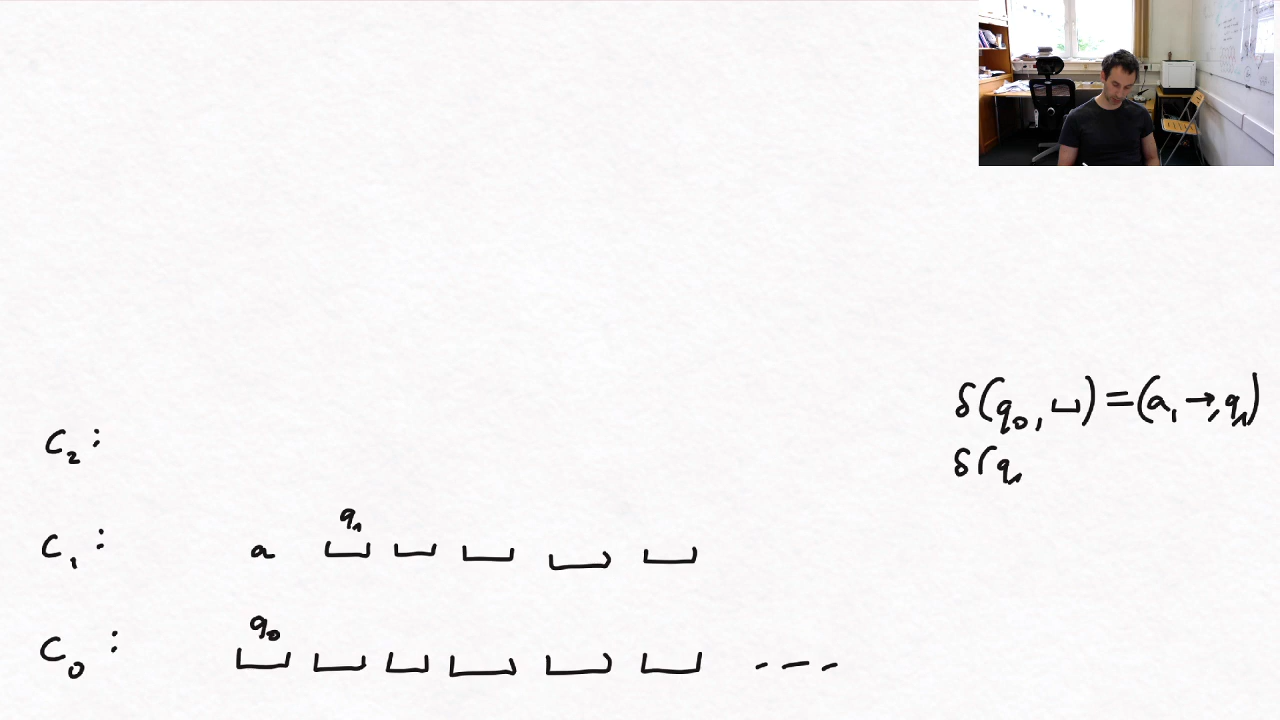 δ(q₀, ⊔) = (a, →, q₁)
δ(q₁
C₂ :
q₁
C₁ : a ⊔ ⊔ ⊔ ⊔ ⊔
q₀
C₀ : ⊔ ⊔ ⊔ ⊔ ⊔ ⊔ ---